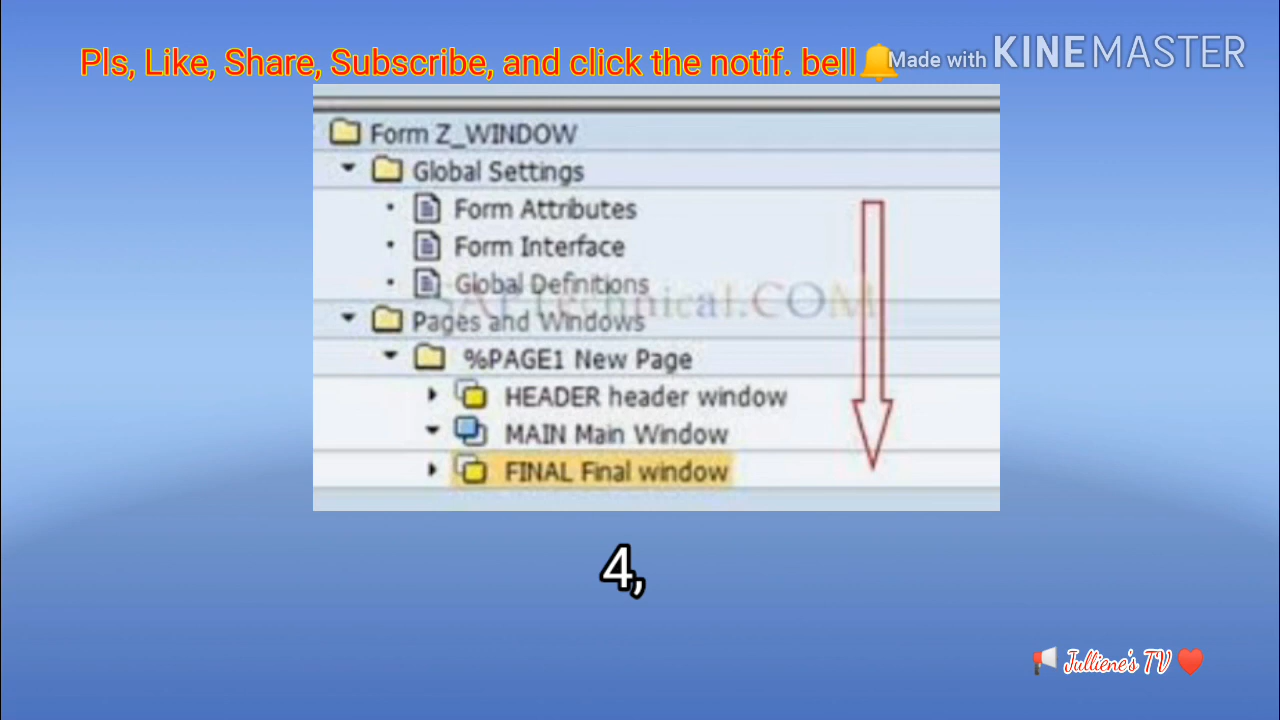 Pls, Like, Share, Subscribe, and click the notif. bell
Made with KINEMASTER
Form Z_WINDOW
Global Settings
Form Attributes
Form Interface
Global Definitions
SAPTechnical.COM
Pages and Windows
%PAGE1 New Page
HEADER header window
MAIN Main Window
FINAL Final window
4,
Julliene's TV